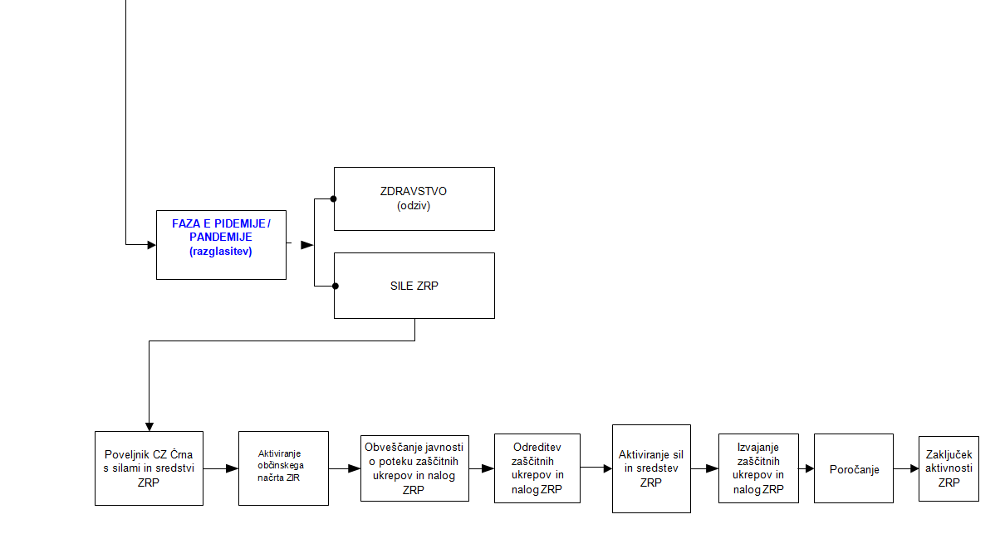 ZDRAVSTVO
(odziv)
FAZA E PIDEMIJE /
PANDEMIJE
(razglasitev)
SILE ZRP
Poveljnik CZ Črna
s silami in sredstvi
ZRP
Aktiviranje
občinskega
načrta ZIR
Obveščanje javnosti
o poteku zaščitnih
ukrepov in nalog
ZRP
Odreditev
zaščitnih
ukrepov in
nalog ZRP
Aktiviranje sil
in sredstev
ZRP
Izvajanje
zaščitnih
ukrepov in
nalog ZRP
Poročanje
Zaključek
aktivnosti
ZRP